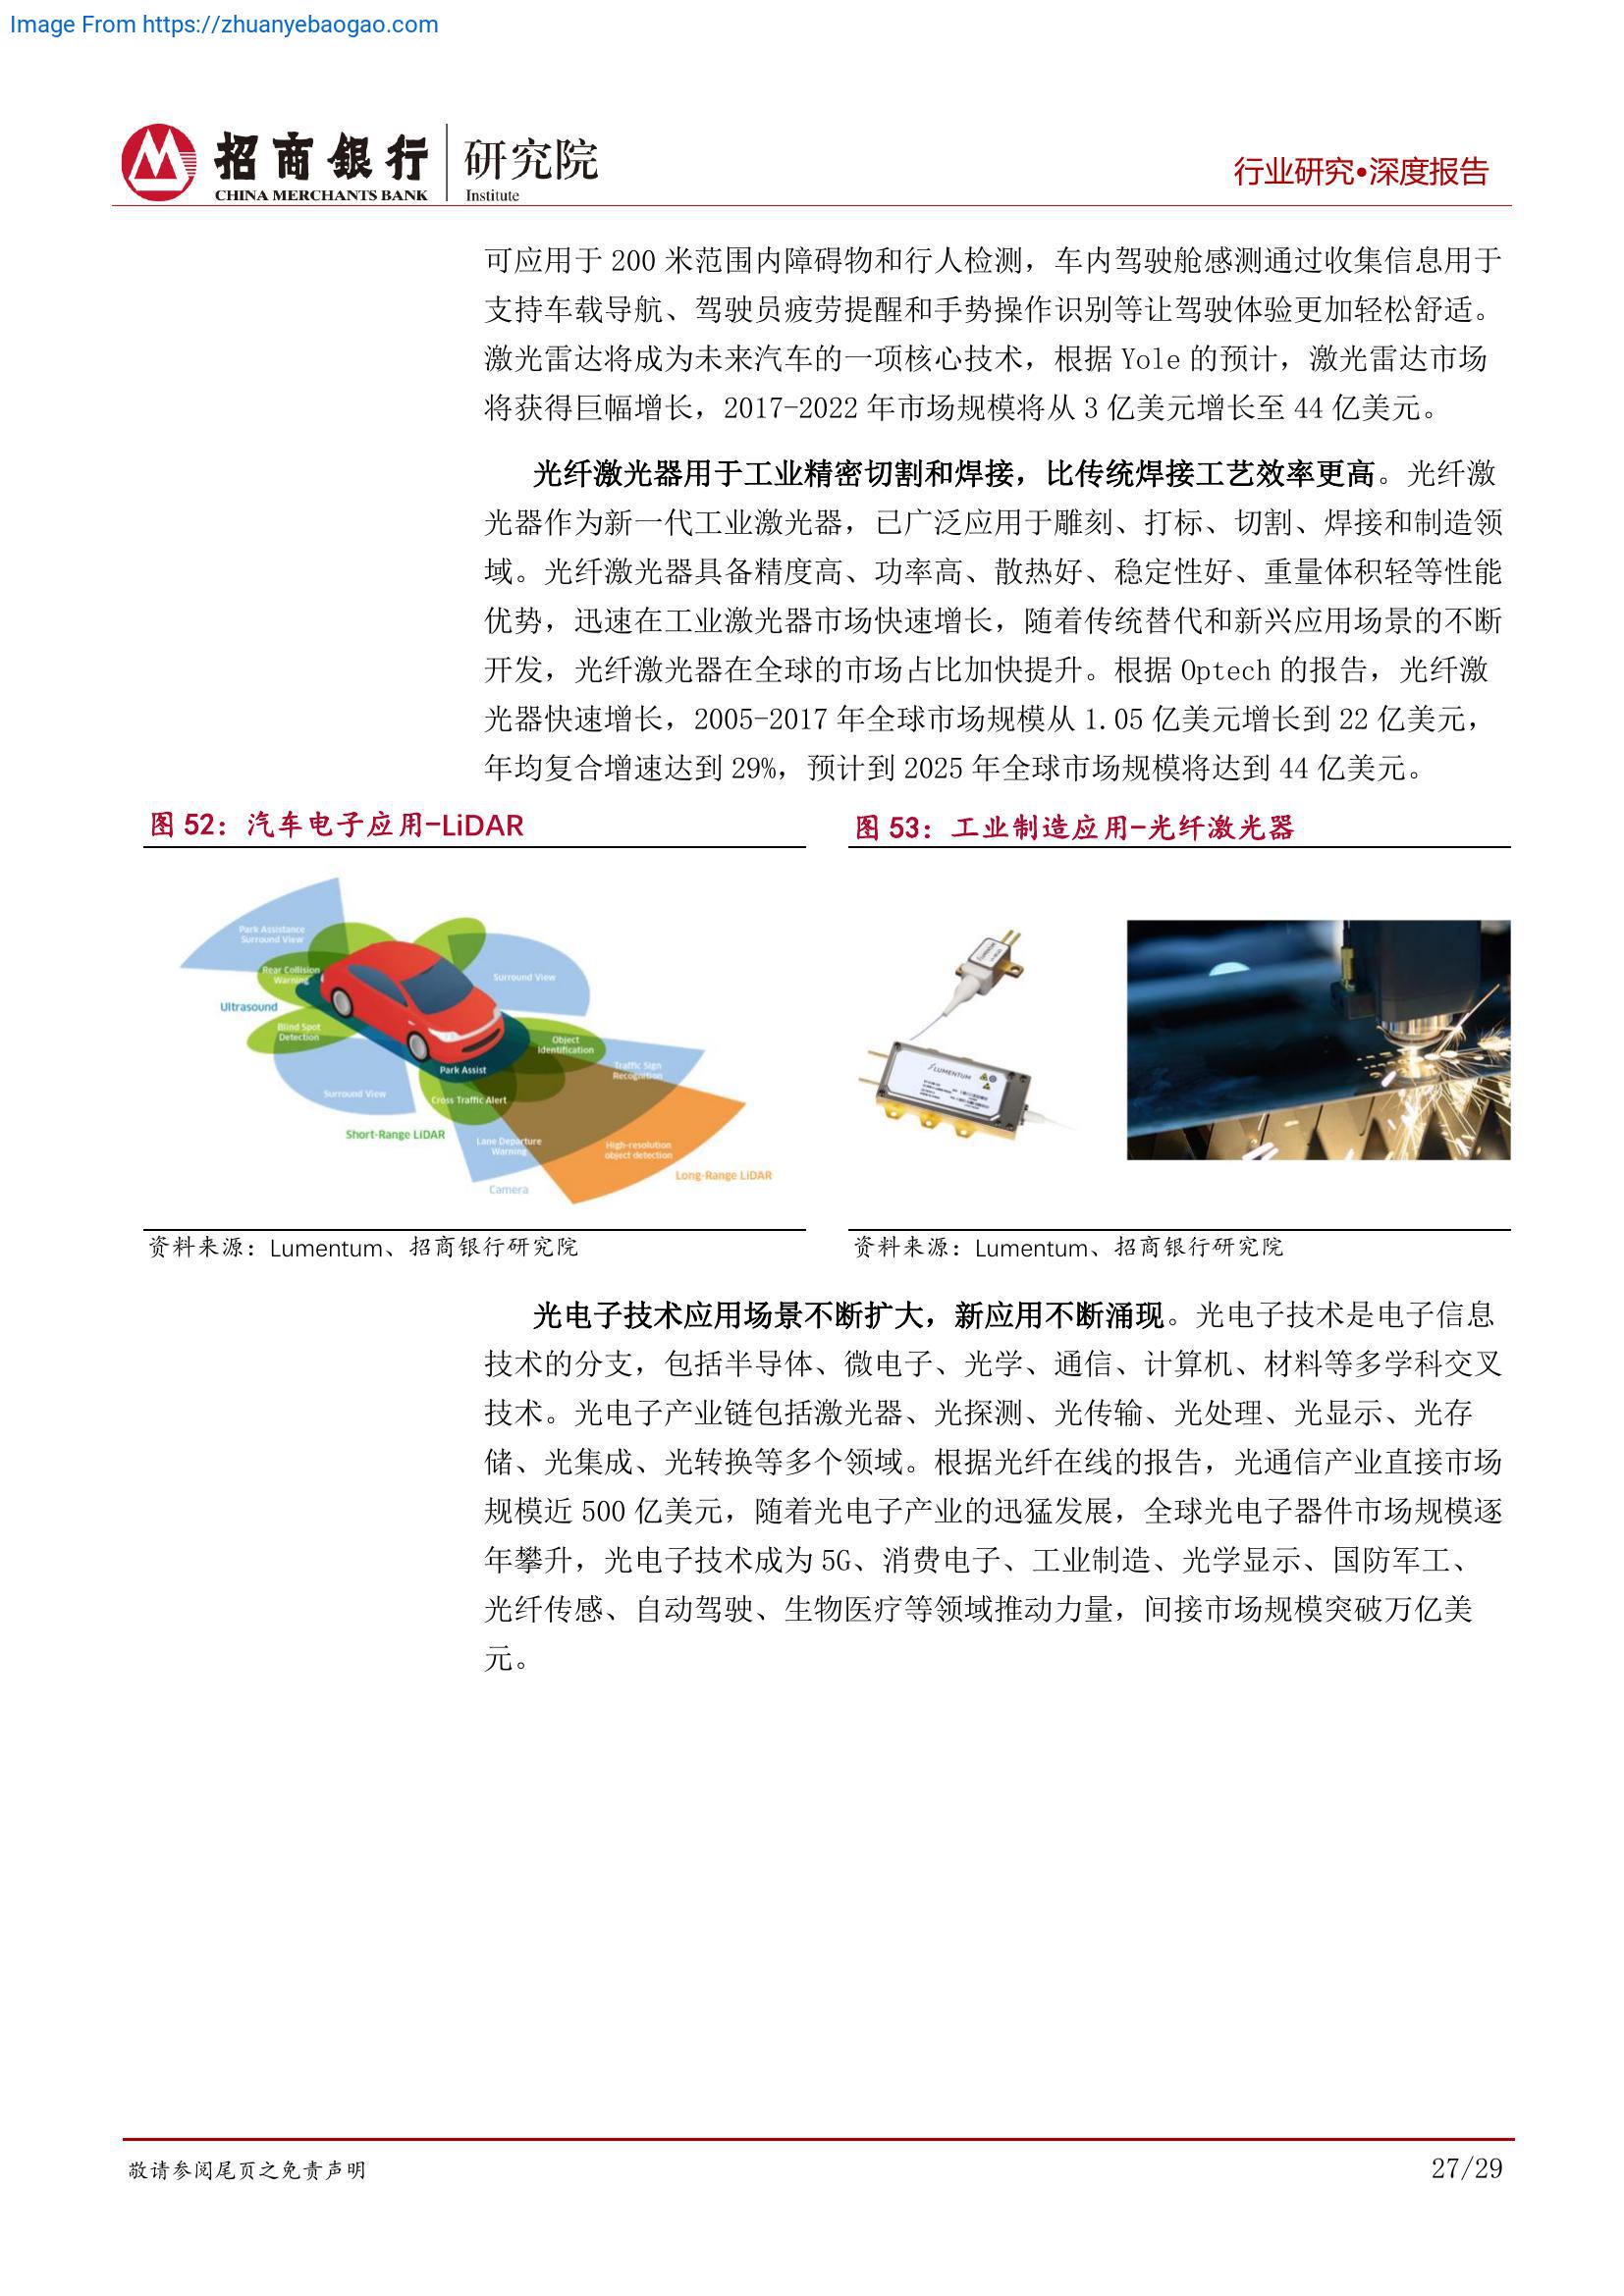 Image From https://zhuanyebaogao.com
招商銀行
CHINA MERCHANTS BANK
研究院
Institute
行业研究•深度报告
可应用于 200 米范围内障碍物和行人检测，车内驾驶舱感测通过收集信息用于
支持车载导航、驾驶员疲劳提醒和手势操作识别等让驾驶体验更加轻松舒适。
激光雷达将成为未来汽车的一项核心技术，根据 Yole 的预计，激光雷达市场
将获得巨幅增长，2017-2022 年市场规模将从 3 亿美元增长至 44 亿美元。
光纤激光器用于工业精密切割和焊接，比传统焊接工艺效率更高。光纤激
光器作为新一代工业激光器，已广泛应用于雕刻、打标、切割、焊接和制造领
域。光纤激光器具备精度高、功率高、散热好、稳定性好、重量体积轻等性能
优势，迅速在工业激光器市场快速增长，随着传统替代和新兴应用场景的不断
开发，光纤激光器在全球的市场占比加快提升。根据 Optech 的报告，光纤激
光器快速增长，2005-2017 年全球市场规模从 1.05 亿美元增长到 22 亿美元，
年均复合增速达到 29%，预计到 2025 年全球市场规模将达到 44 亿美元。
图 52：汽车电子应用-LiDAR
Park Assistance
Surround View
Rear Collision
Warning
Surround View
Ultrasound
Blind Spot
Detection
Object
Identification
Park Assist
Traffic Sign
Recognition
Surround View
Cross Traffic Alert
Short-Range LiDAR
Lane Departure
Warning
High-resolution
object detection
Long-Range LiDAR
Camera
资料来源：Lumentum、招商银行研究院
图 53：工业制造应用-光纤激光器
LUMENTUM
资料来源：Lumentum、招商银行研究院
光电子技术应用场景不断扩大，新应用不断涌现。光电子技术是电子信息
技术的分支，包括半导体、微电子、光学、通信、计算机、材料等多学科交叉
技术。光电子产业链包括激光器、光探测、光传输、光处理、光显示、光存
储、光集成、光转换等多个领域。根据光纤在线的报告，光通信产业直接市场
规模近 500 亿美元，随着光电子产业的迅猛发展，全球光电子器件市场规模逐
年攀升，光电子技术成为 5G、消费电子、工业制造、光学显示、国防军工、
光纤传感、自动驾驶、生物医疗等领域推动力量，间接市场规模突破万亿美
元。
敬请参阅尾页之免责声明
27/29